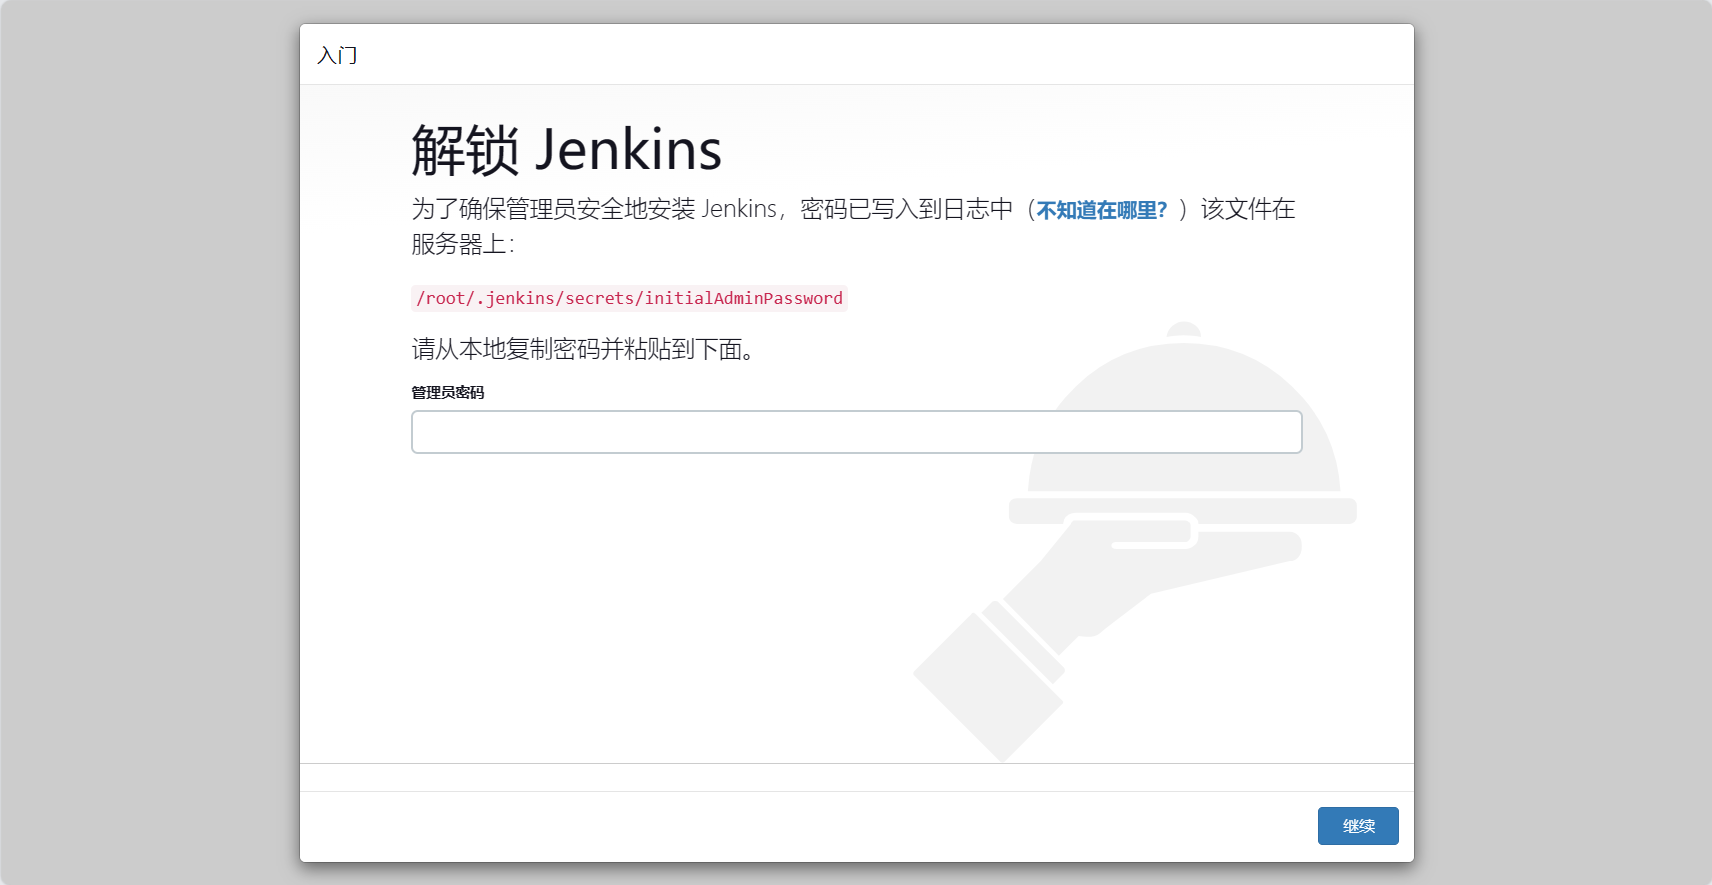 入门
解锁 Jenkins
为了确保管理员安全地安装 Jenkins，密码已写入到日志中（不知道在哪里？）该文件在
服务器上：
/root/.jenkins/secrets/initialAdminPassword
请从本地复制密码并粘贴到下面。
管理员密码
继续